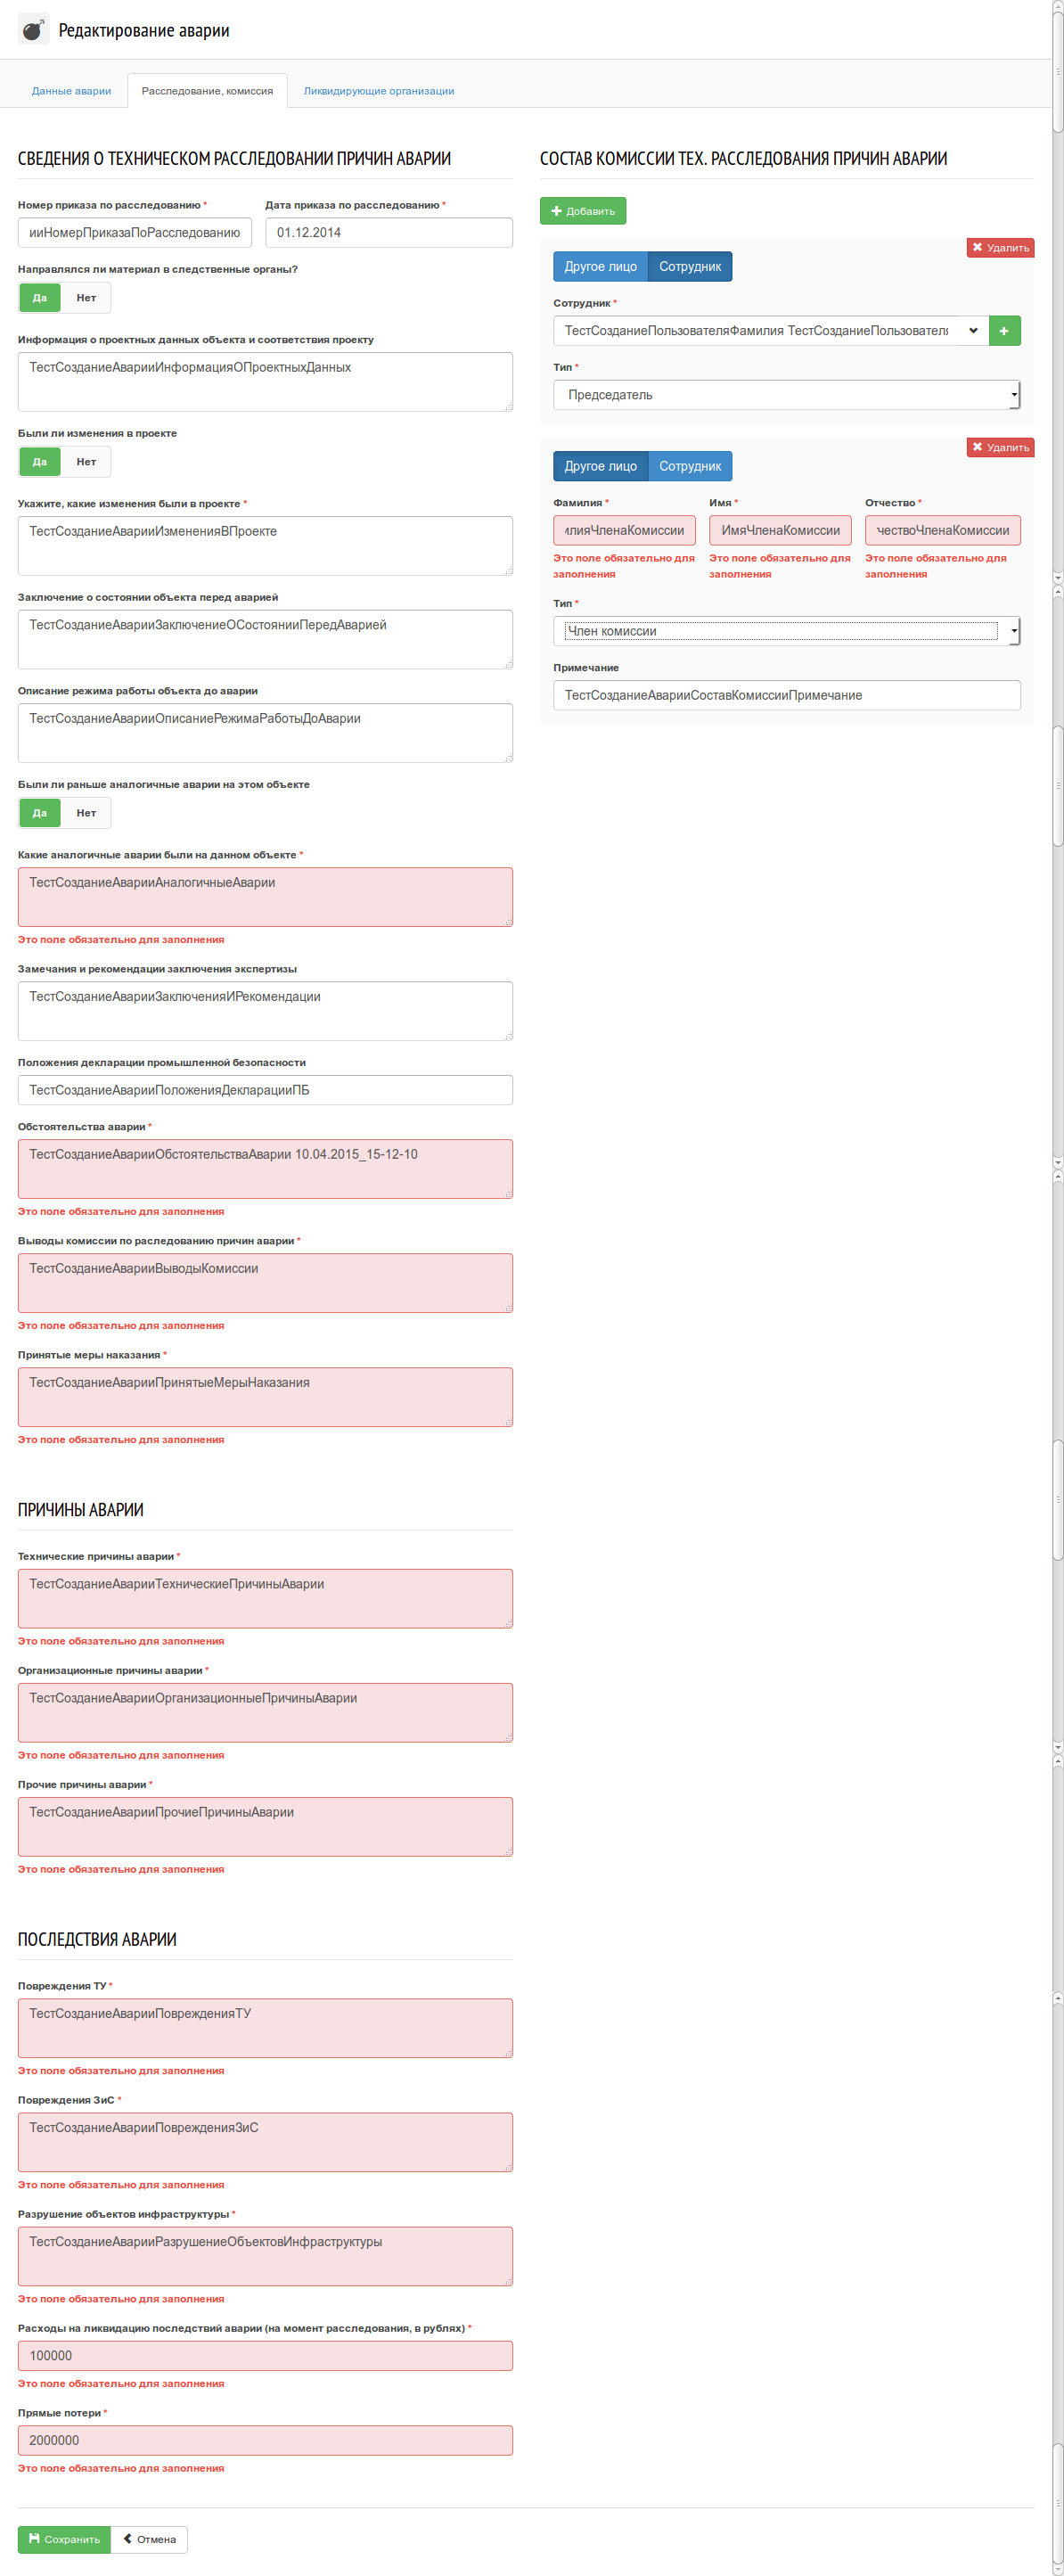 Редактирование аварии
Данные аварии
Расследование, комиссия
Ликвидирующие организации
СВЕДЕНИЯ О ТЕХНИЧЕСКОМ РАССЛЕДОВАНИИ ПРИЧИН АВАРИИ
Номер приказа по расследованию *
Дата приказа по расследованию *
ииНомерПриказаПоРасследованию
01.12.2014
Направлялся ли материал в следственные органы?
Да
Нет
Информация о проектных данных объекта и соответствия проекту
ТестСозданиеАварииИнформацияОПроектныхДанных
Были ли изменения в проекте
Да
Нет
Укажите, какие изменения были в проекте *
ТестСозданиеАварииИзмененияВПроекте
Заключение о состоянии объекта перед аварией
ТестСозданиеАварииЗаключениеОСостоянииПередАварией
Описание режима работы объекта до аварии
ТестСозданиеАварииОписаниеРежимаРаботыДоАварии
Были ли раньше аналогичные аварии на этом объекте
Да
Нет
Какие аналогичные аварии были на данном объекте *
ТестСозданиеАварииАналогичныеАварии
Это поле обязательно для заполнения
Замечания и рекомендации заключения экспертизы
ТестСозданиеАварииЗаключенияИРекомендации
Положения декларации промышленной безопасности
ТестСозданиеАварииПоложенияДекларацииПБ
Обстоятельства аварии *
ТестСозданиеАварииОбстоятельстваАварии 10.04.2015_15-12-10
Это поле обязательно для заполнения
Выводы комиссии по раследованию причин аварии *
ТестСозданиеАварииВыводыКомиссии
Это поле обязательно для заполнения
Принятые меры наказания *
ТестСозданиеАварииПринятыеМерыНаказания
Это поле обязательно для заполнения
ПРИЧИНЫ АВАРИИ
Технические причины аварии *
ТестСозданиеАварииТехническиеПричиныАварии
Это поле обязательно для заполнения
Организационные причины аварии *
ТестСозданиеАварииОрганизационныеПричиныАварии
Это поле обязательно для заполнения
Прочие причины аварии *
ТестСозданиеАварииПрочиеПричиныАварии
Это поле обязательно для заполнения
ПОСЛЕДСТВИЯ АВАРИИ
Повреждения ТУ *
ТестСозданиеАварииПоврежденияТУ
Это поле обязательно для заполнения
Повреждения ЗиС *
ТестСозданиеАварииПоврежденияЗиС
Это поле обязательно для заполнения
Разрушение объектов инфраструктуры *
ТестСозданиеАварииРазрушениеОбъектовИнфраструктуры
Это поле обязательно для заполнения
Расходы на ликвидацию последствий аварии (на момент расследования, в рублях) *
100000
Это поле обязательно для заполнения
Прямые потери *
2000000
Это поле обязательно для заполнения
Сохранить
Отмена
СОСТАВ КОМИССИИ ТЕХ. РАССЛЕДОВАНИЯ ПРИЧИН АВАРИИ
Добавить
Удалить
Другое лицо
Сотрудник
Сотрудник *
ТестСозданиеПользователяФамилия ТестСозданиеПользователя
Тип *
Председатель
Удалить
Другое лицо
Сотрудник
Фамилия *
Имя *
Отчество *
илияЧленаКомиссии
ИмяЧленаКомиссии
чествоЧленаКомиссии
Это поле обязательно для
заполнения
Это поле обязательно для
заполнения
Это поле обязательно для
заполнения
Тип *
Член комиссии
Примечание
ТестСозданиеАварииСоставКомиссииПримечание